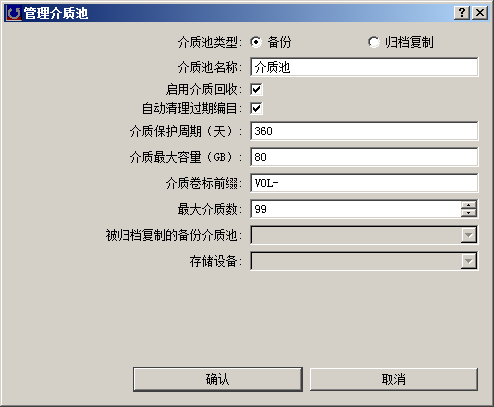 管理介质池
介质池类型: 备份 归档复制
介质池名称: 介质池
启用介质回收:
自动清理过期编目:
介质保护周期（天）: 360
介质最大容量（GB）: 80
介质卷标前缀: VOL-
最大介质数: 99
被归档复制的备份介质池:
存储设备:
确认 取消